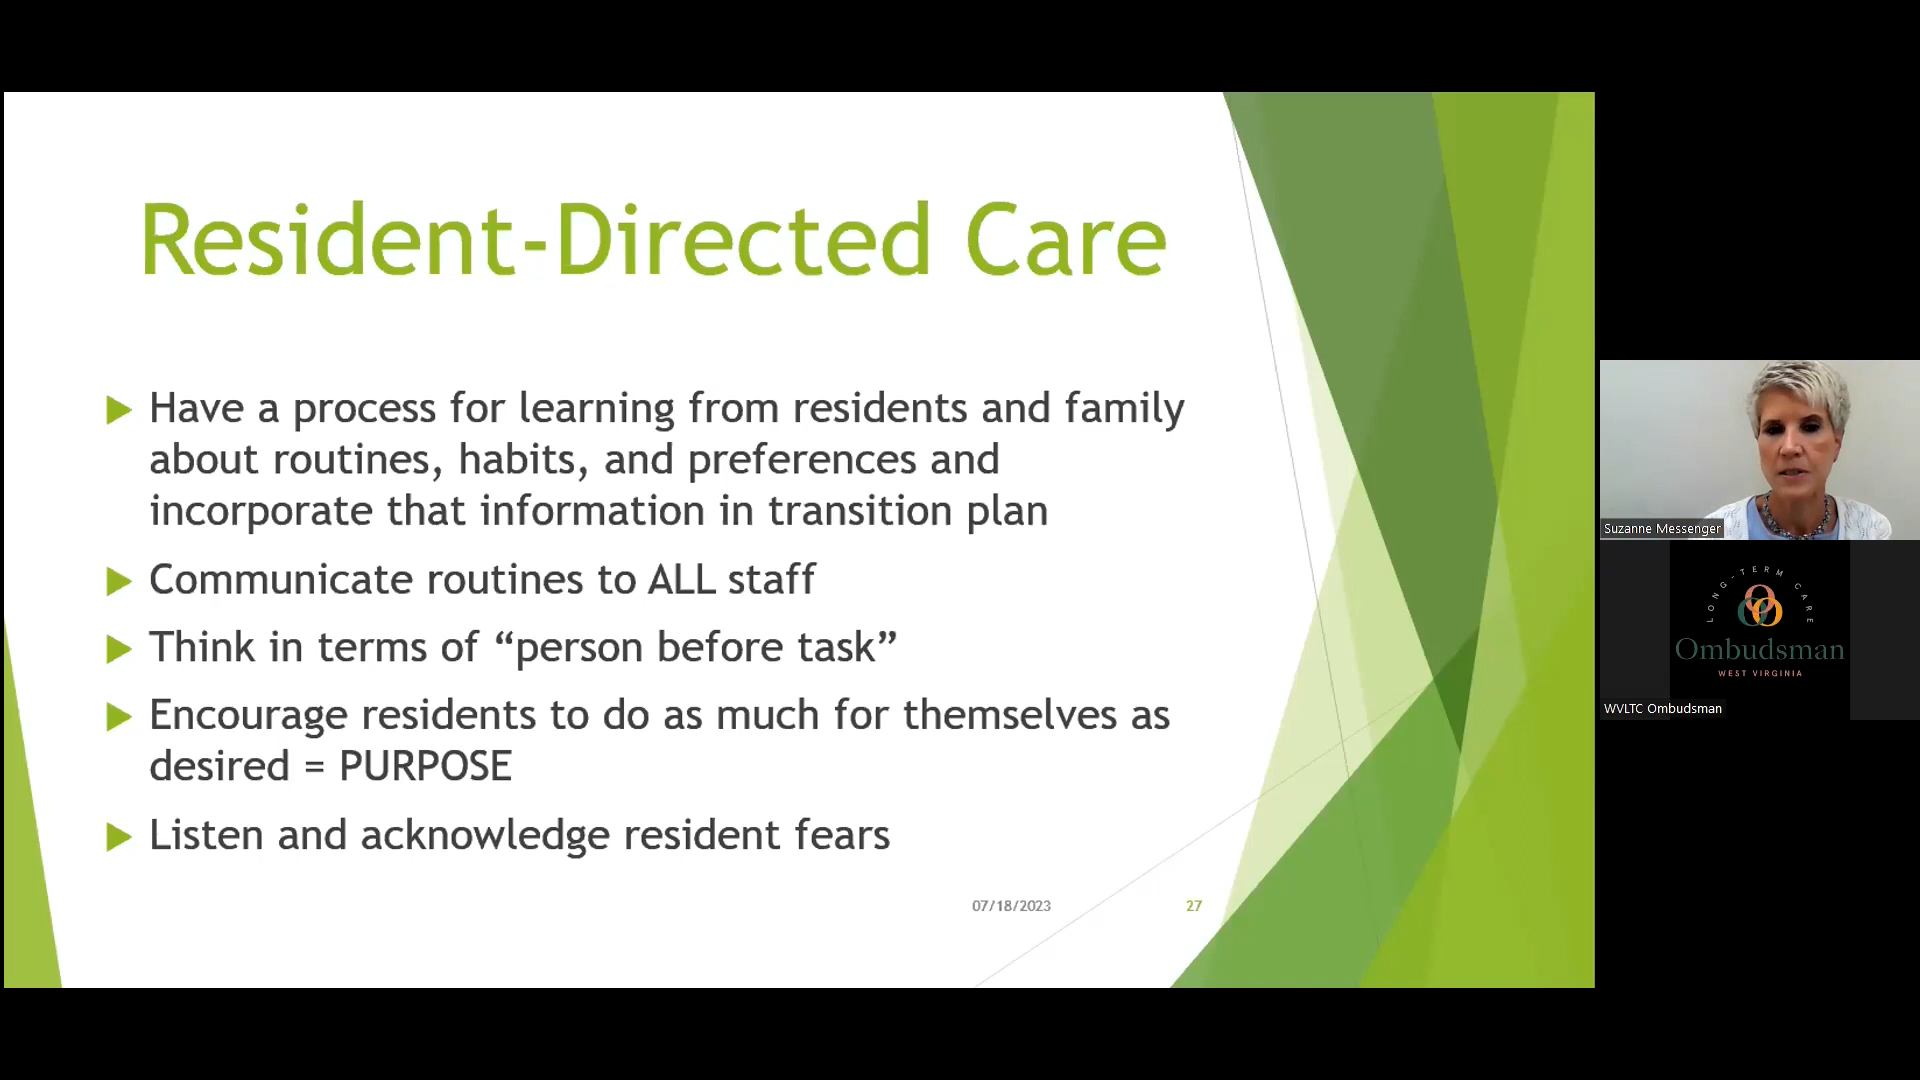 Resident-Directed Care
Have a process for learning from residents and family
about routines, habits, and preferences and
incorporate that information in transition plan
Communicate routines to ALL staff
Think in terms of “person before task”
Encourage residents to do as much for themselves as
desired = PURPOSE
Listen and acknowledge resident fears
07/18/2023
27
Suzanne Messenger
LONG-TERM CARE
Ombudsman
WEST VIRGINIA
WVLTC Ombudsman